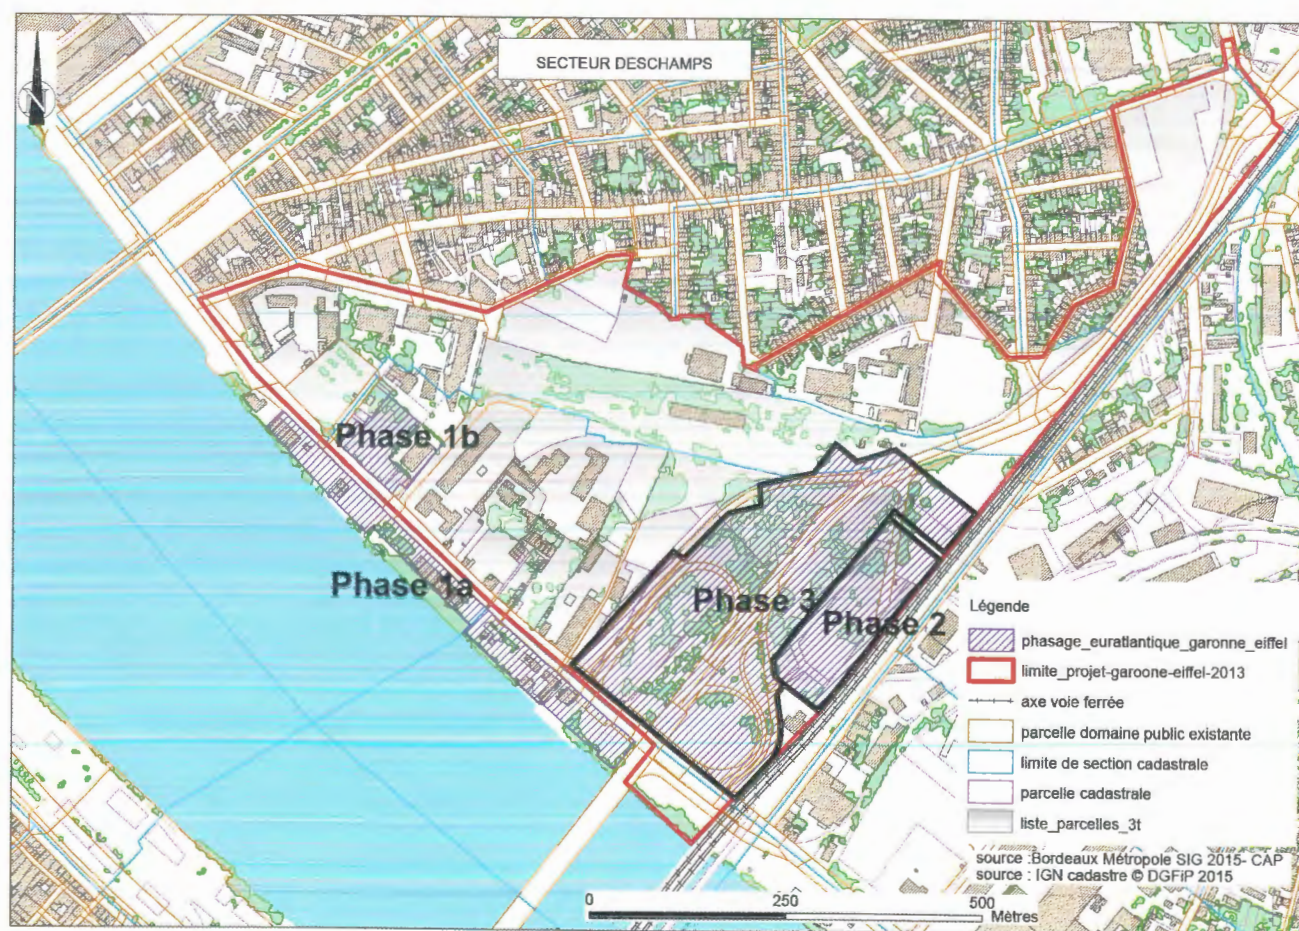 SECTEUR DESCHAMPS
N
Phase 1b
Phase 1a
Phase 3
Phase 2
Légende
phasage_euratlantique_garonne_eiffel
limite_projet-garoone-eiffel-2013
axe voie ferrée
parcelle domaine public existante
limite de section cadastrale
parcelle cadastrale
liste_parcelles_3t
source :Bordeaux Métropole SIG 2015- CAP
source : IGN cadastre © DGFiP 2015
0 250 500
Mètres